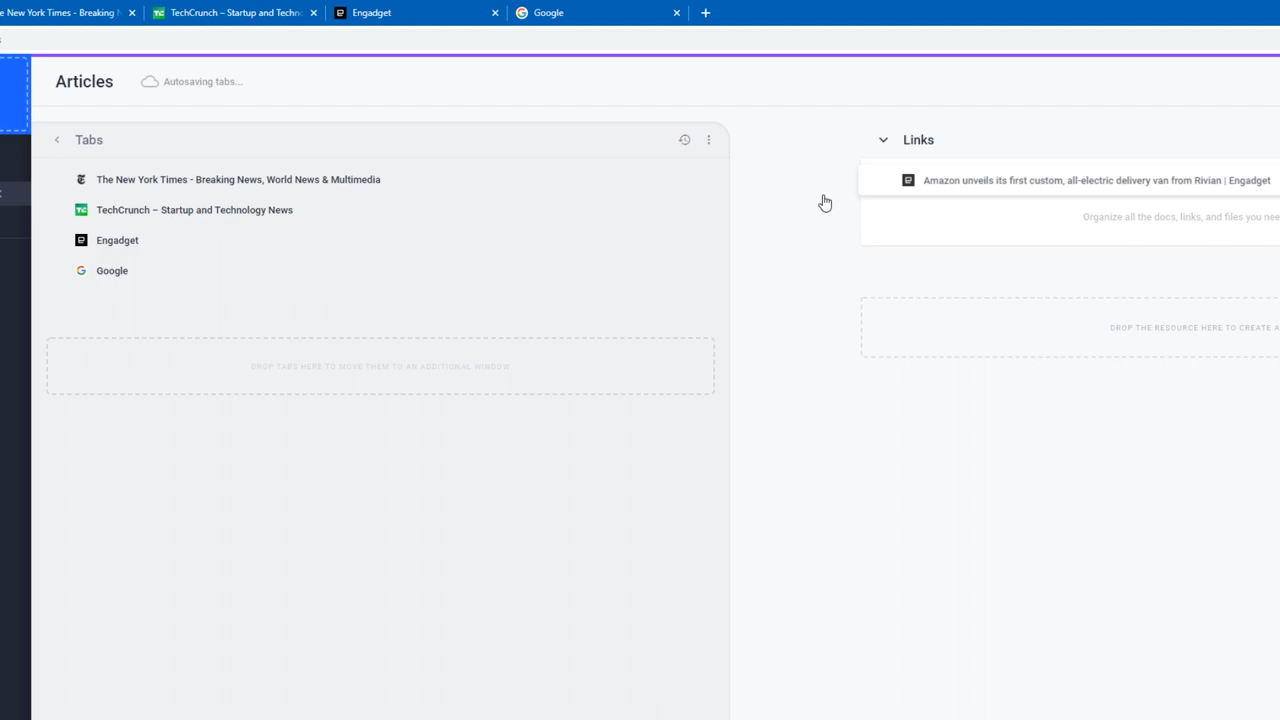 e New York Times - Breaking N
TechCrunch – Startup and Techno
Engadget
Google
Articles
Autosaving tabs...
Tabs
The New York Times - Breaking News, World News & Multimedia
TechCrunch – Startup and Technology News
Engadget
Google
DROP TABS HERE TO MOVE THEM TO AN ADDITIONAL WINDOW
Links
Amazon unveils its first custom, all-electric delivery van from Rivian | Engadget
Organize all the docs, links, and files you nee
DROP THE RESOURCE HERE TO CREATE A